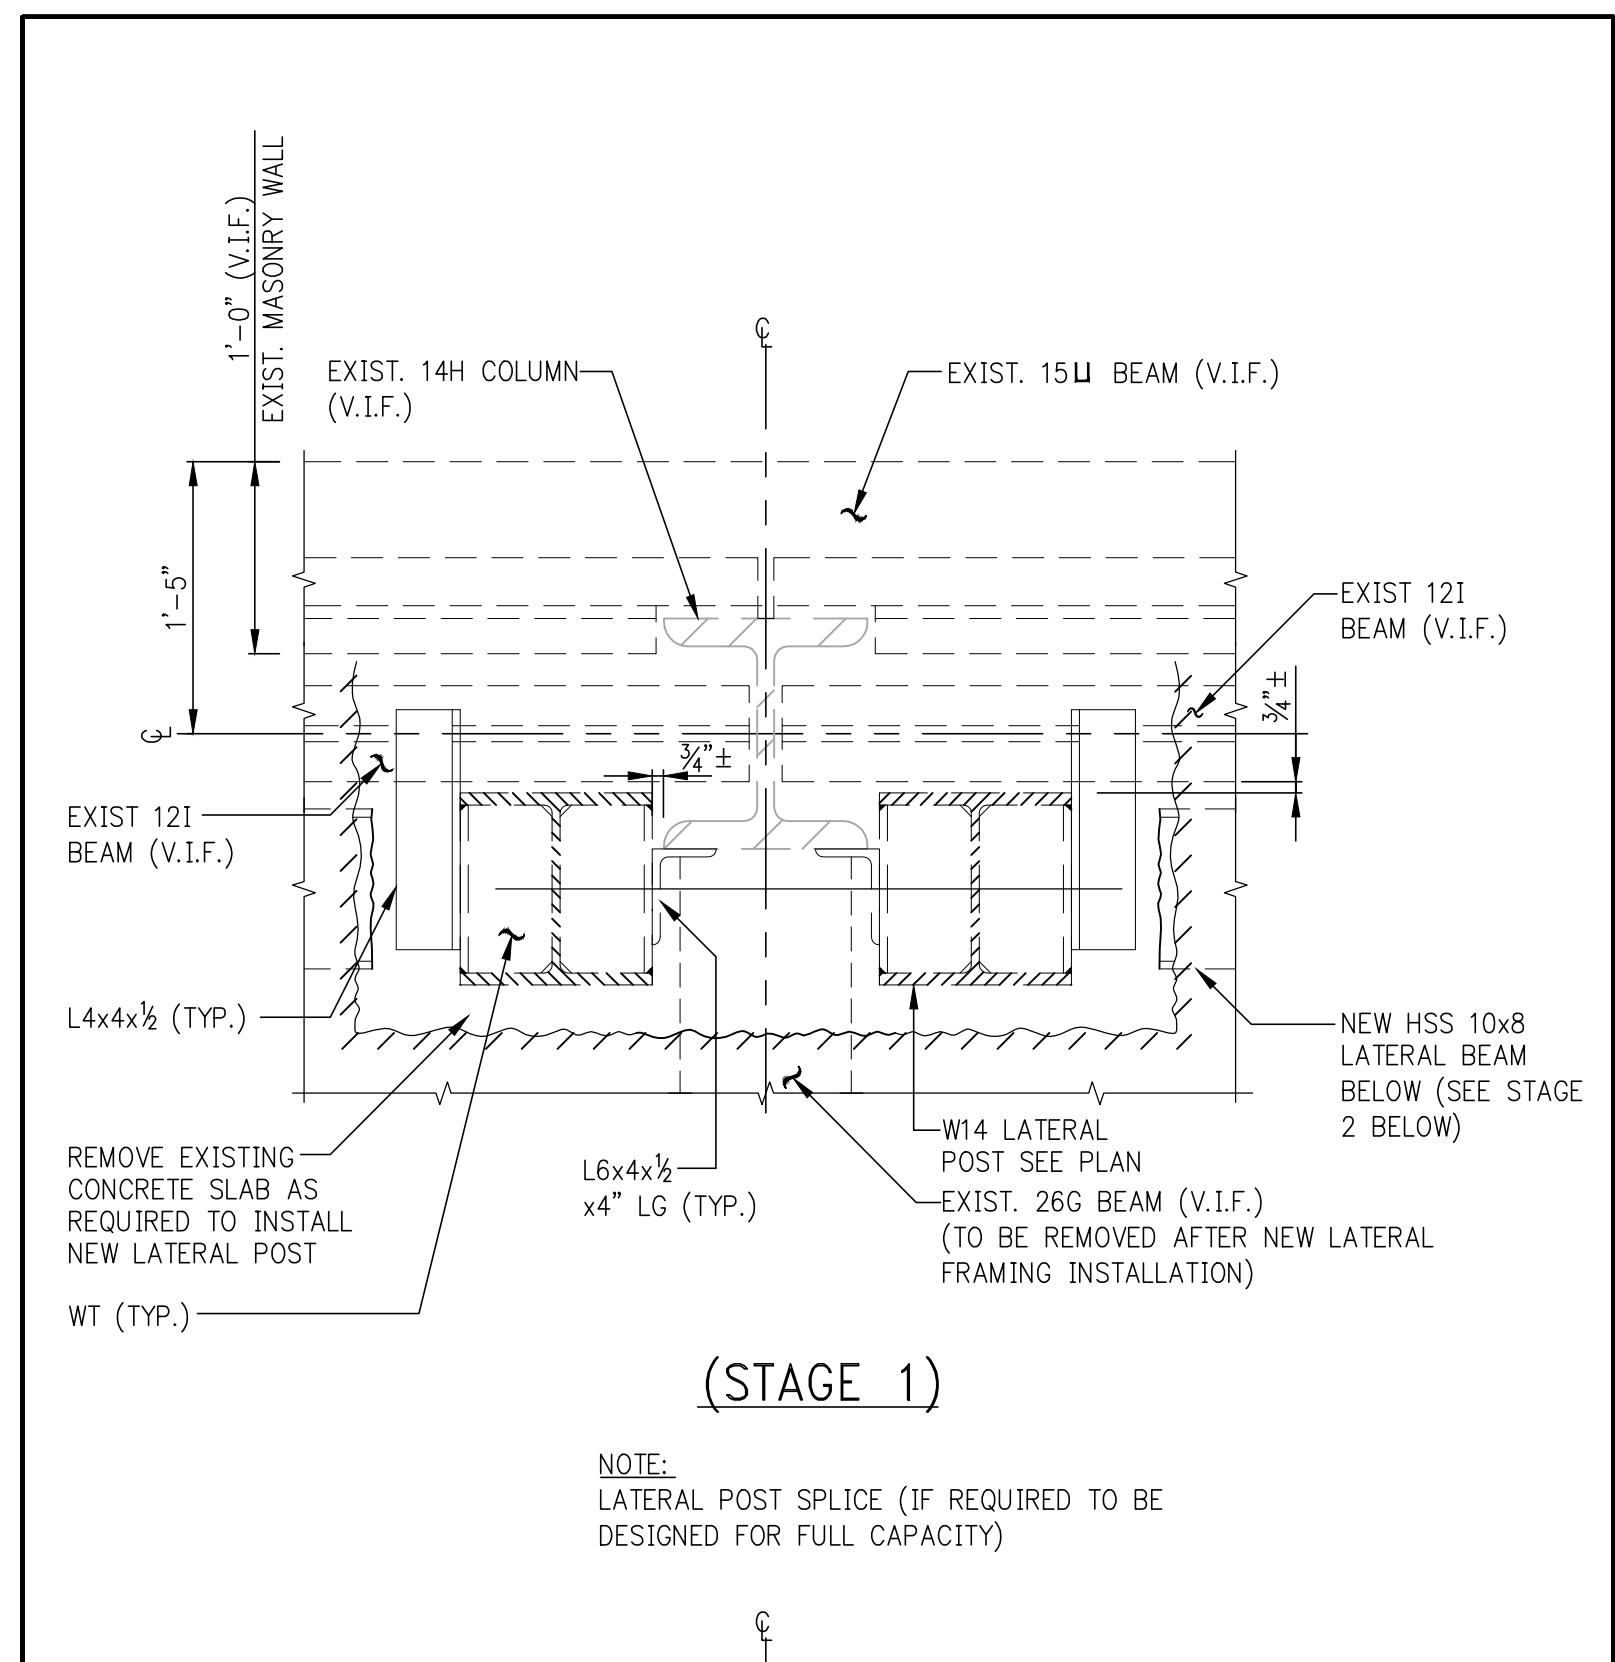 1'-0" (V.I.F.)
EXIST. MASONRY WALL
1'-5"
EXIST. 14H COLUMN
(V.I.F.)
℄
EXIST. 15⊔ BEAM (V.I.F.)
EXIST 12I
BEAM (V.I.F.)
3/4" ±
℄
3/4" ±
EXIST 12I
BEAM (V.I.F.)
L4x4x1/2 (TYP.)
NEW HSS 10x8
LATERAL BEAM
BELOW (SEE STAGE
2 BELOW)
REMOVE EXISTING
CONCRETE SLAB AS
REQUIRED TO INSTALL
NEW LATERAL POST
L6x4x1/2
x4" LG (TYP.)
W14 LATERAL
POST SEE PLAN
EXIST. 26G BEAM (V.I.F.)
(TO BE REMOVED AFTER NEW LATERAL
FRAMING INSTALLATION)
WT (TYP.)
(STAGE 1)
NOTE:
LATERAL POST SPLICE (IF REQUIRED TO BE
DESIGNED FOR FULL CAPACITY)
℄